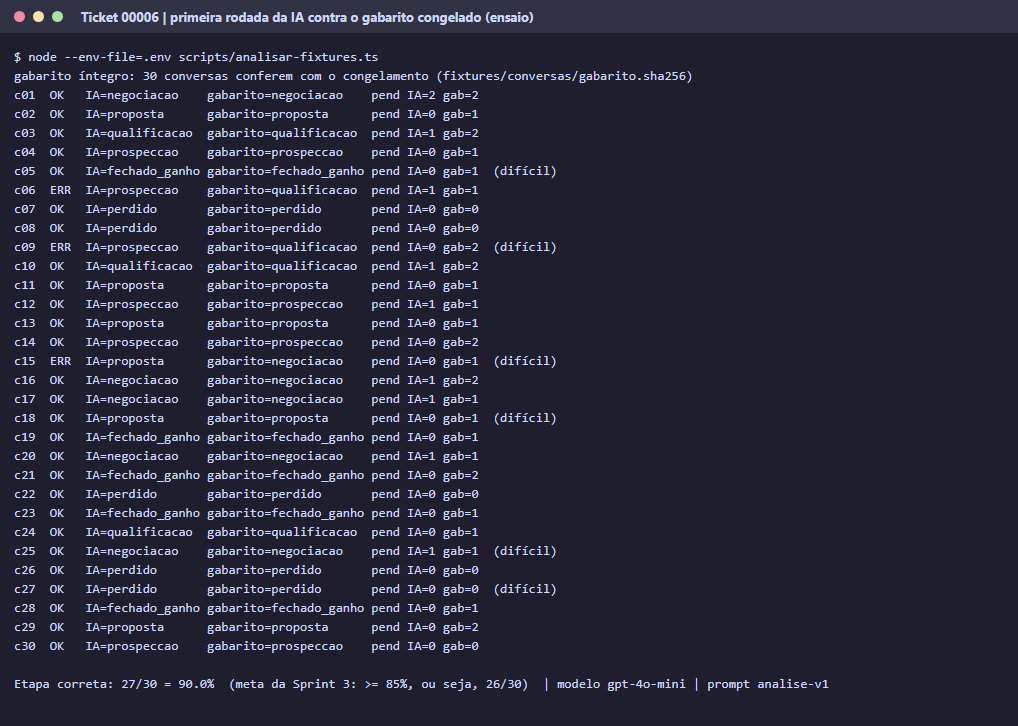 Ticket 00006 | primeira rodada da IA contra o gabarito congelado (ensaio)
$ node --env-file=.env scripts/analisar-fixtures.ts
gabarito íntegro: 30 conversas conferem com o congelamento (fixtures/conversas/gabarito.sha256)
c01 OK IA=negociacao gabarito=negociacao pend IA=2 gab=2
c02 OK IA=proposta gabarito=proposta pend IA=0 gab=1
c03 OK IA=qualificacao gabarito=qualificacao pend IA=1 gab=2
c04 OK IA=prospeccao gabarito=prospeccao pend IA=0 gab=1
c05 OK IA=fechado_ganho gabarito=fechado_ganho pend IA=0 gab=1 (difícil)
c06 ERR IA=prospeccao gabarito=qualificacao pend IA=1 gab=1
c07 OK IA=perdido gabarito=perdido pend IA=0 gab=0
c08 OK IA=perdido gabarito=perdido pend IA=0 gab=0
c09 ERR IA=prospeccao gabarito=qualificacao pend IA=0 gab=2 (difícil)
c10 OK IA=qualificacao gabarito=qualificacao pend IA=1 gab=2
c11 OK IA=proposta gabarito=proposta pend IA=0 gab=1
c12 OK IA=prospeccao gabarito=prospeccao pend IA=1 gab=1
c13 OK IA=proposta gabarito=proposta pend IA=0 gab=1
c14 OK IA=prospeccao gabarito=prospeccao pend IA=0 gab=2
c15 ERR IA=proposta gabarito=negociacao pend IA=0 gab=1 (difícil)
c16 OK IA=negociacao gabarito=negociacao pend IA=1 gab=2
c17 OK IA=negociacao gabarito=negociacao pend IA=1 gab=1
c18 OK IA=proposta gabarito=proposta pend IA=0 gab=1 (difícil)
c19 OK IA=fechado_ganho gabarito=fechado_ganho pend IA=0 gab=1
c20 OK IA=negociacao gabarito=negociacao pend IA=1 gab=1
c21 OK IA=fechado_ganho gabarito=fechado_ganho pend IA=0 gab=2
c22 OK IA=perdido gabarito=perdido pend IA=0 gab=0
c23 OK IA=fechado_ganho gabarito=fechado_ganho pend IA=0 gab=1
c24 OK IA=qualificacao gabarito=qualificacao pend IA=0 gab=1
c25 OK IA=negociacao gabarito=negociacao pend IA=1 gab=1 (difícil)
c26 OK IA=perdido gabarito=perdido pend IA=0 gab=0
c27 OK IA=perdido gabarito=perdido pend IA=0 gab=0 (difícil)
c28 OK IA=fechado_ganho gabarito=fechado_ganho pend IA=0 gab=1
c29 OK IA=proposta gabarito=proposta pend IA=0 gab=2
c30 OK IA=prospeccao gabarito=prospeccao pend IA=0 gab=0
Etapa correta: 27/30 = 90.0% (meta da Sprint 3: >= 85%, ou seja, 26/30) | modelo gpt-4o-mini | prompt analise-v1